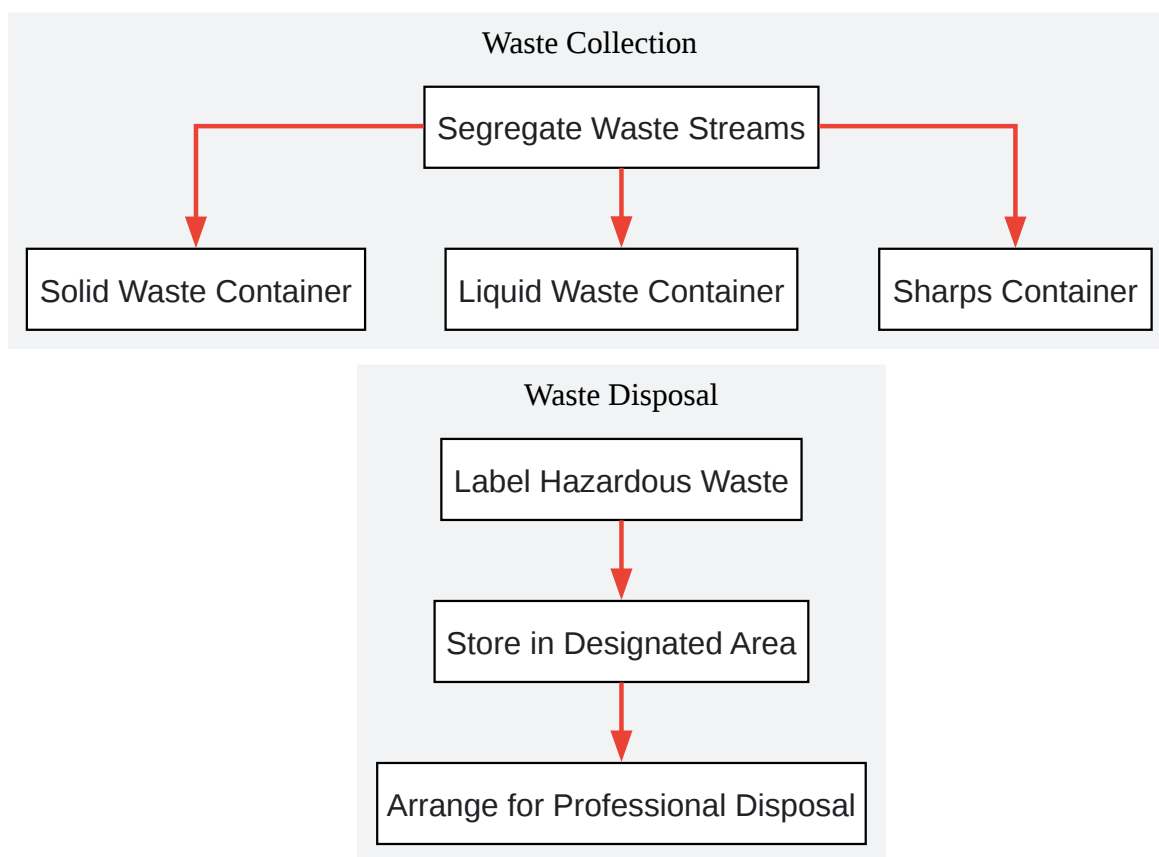 Waste Collection
Segregate Waste Streams
Solid Waste Container
Liquid Waste Container
Sharps Container
Waste Disposal
Label Hazardous Waste
Store in Designated Area
Arrange for Professional Disposal